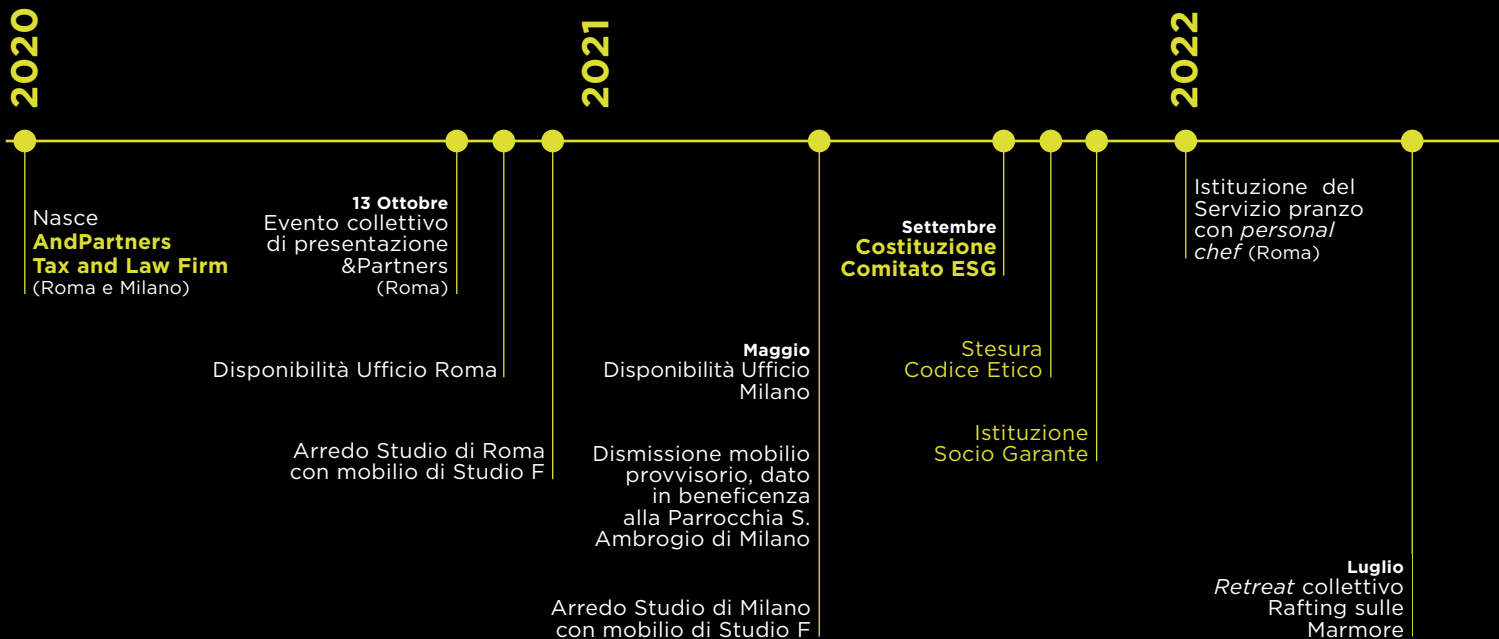 2020
2021
2022
Nasce
AndPartners
Tax and Law Firm
(Roma e Milano)
13 Ottobre
Evento collettivo
di presentazione
&Partners
(Roma)
Disponibilità Ufficio Roma
Arredo Studio di Roma
con mobilio di Studio F
Maggio
Disponibilità Ufficio
Milano
Dismissione mobilio
provvisorio, dato
in beneficenza
alla Parrocchia S.
Ambrogio di Milano
Arredo Studio di Milano
con mobilio di Studio F
Settembre
Costituzione
Comitato ESG
Stesura
Codice Etico
Istituzione
Socio Garante
Istituzione del
Servizio pranzo
con personal
chef (Roma)
Luglio
Retreat collettivo
Rafting sulle
Marmore